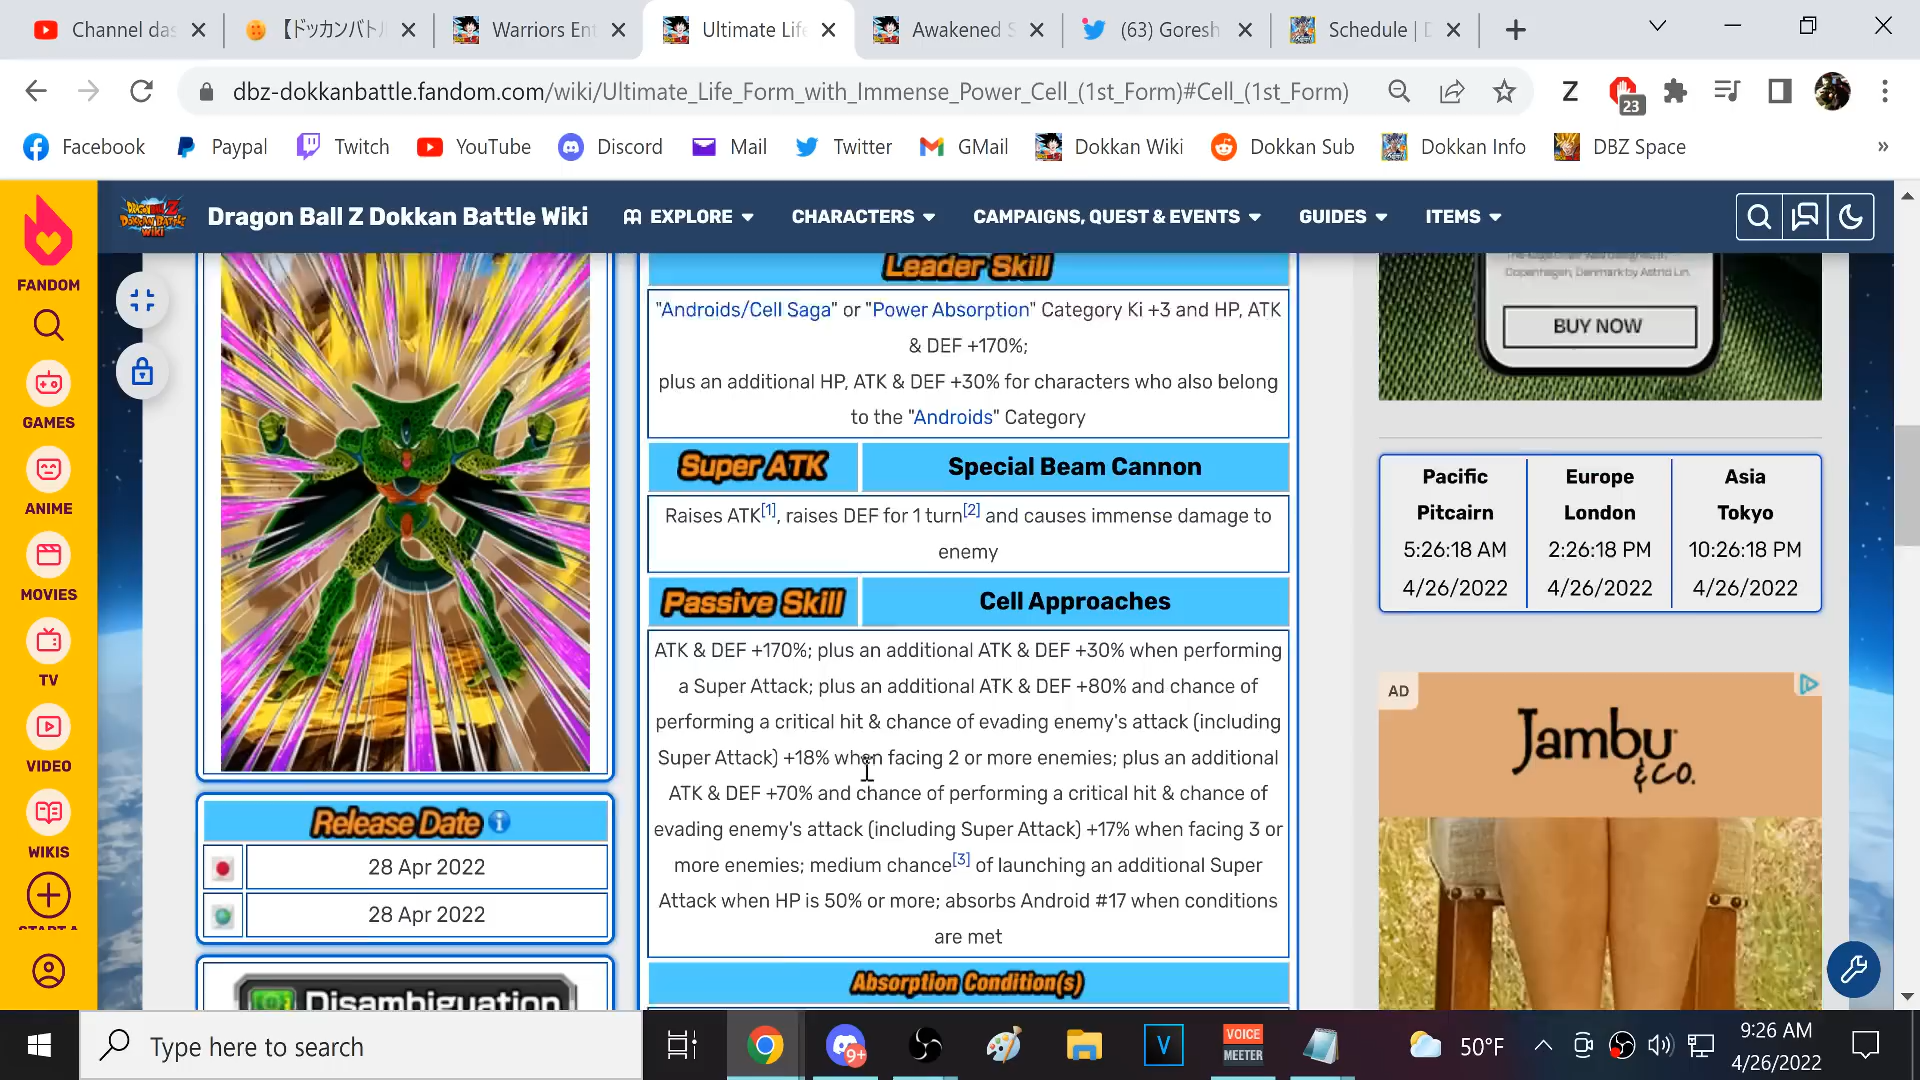 Channel das
【ドッカンバトル
Warriors Ent
Ultimate Life
Awakened S
(63) Goresh
Schedule | D
dbz-dokkanbattle.fandom.com/wiki/Ultimate_Life_Form_with_Immense_Power_Cell_(1st_Form)#Cell_(1st_Form)
Z
23
Facebook
Paypal
Twitch
YouTube
Discord
Mail
Twitter
GMail
Dokkan Wiki
Dokkan Sub
Dokkan Info
DBZ Space
»
Dragon Ball Z Dokkan Battle Wiki
EXPLORE
CHARACTERS
CAMPAIGNS, QUEST & EVENTS
GUIDES
ITEMS
FANDOM
GAMES
ANIME
MOVIES
TV
VIDEO
WIKIS
START A
Leader Skill
"Androids/Cell Saga" or "Power Absorption" Category Ki +3 and HP, ATK
& DEF +170%;
plus an additional HP, ATK & DEF +30% for characters who also belong
to the "Androids" Category
Super ATK
Special Beam Cannon
Raises ATK[1], raises DEF for 1 turn[2] and causes immense damage to
enemy
Passive Skill
Cell Approaches
ATK & DEF +170%; plus an additional ATK & DEF +30% when performing
a Super Attack; plus an additional ATK & DEF +80% and chance of
performing a critical hit & chance of evading enemy's attack (including
Super Attack) +18% when facing 2 or more enemies; plus an additional
ATK & DEF +70% and chance of performing a critical hit & chance of
evading enemy's attack (including Super Attack) +17% when facing 3 or
more enemies; medium chance[3] of launching an additional Super
Attack when HP is 50% or more; absorbs Android #17 when conditions
are met
Absorption Condition(s)
Release Date
28 Apr 2022
28 Apr 2022
Disambiguation
Copenhagen, Denmark by Astrid Lin.
BUY NOW
Pacific
Pitcairn
5:26:18 AM
4/26/2022
Europe
London
2:26:18 PM
4/26/2022
Asia
Tokyo
10:26:18 PM
4/26/2022
AD
Jambu
& CO.
Type here to search
9+
V
VOICE
MEETER
50°F
9:26 AM
4/26/2022